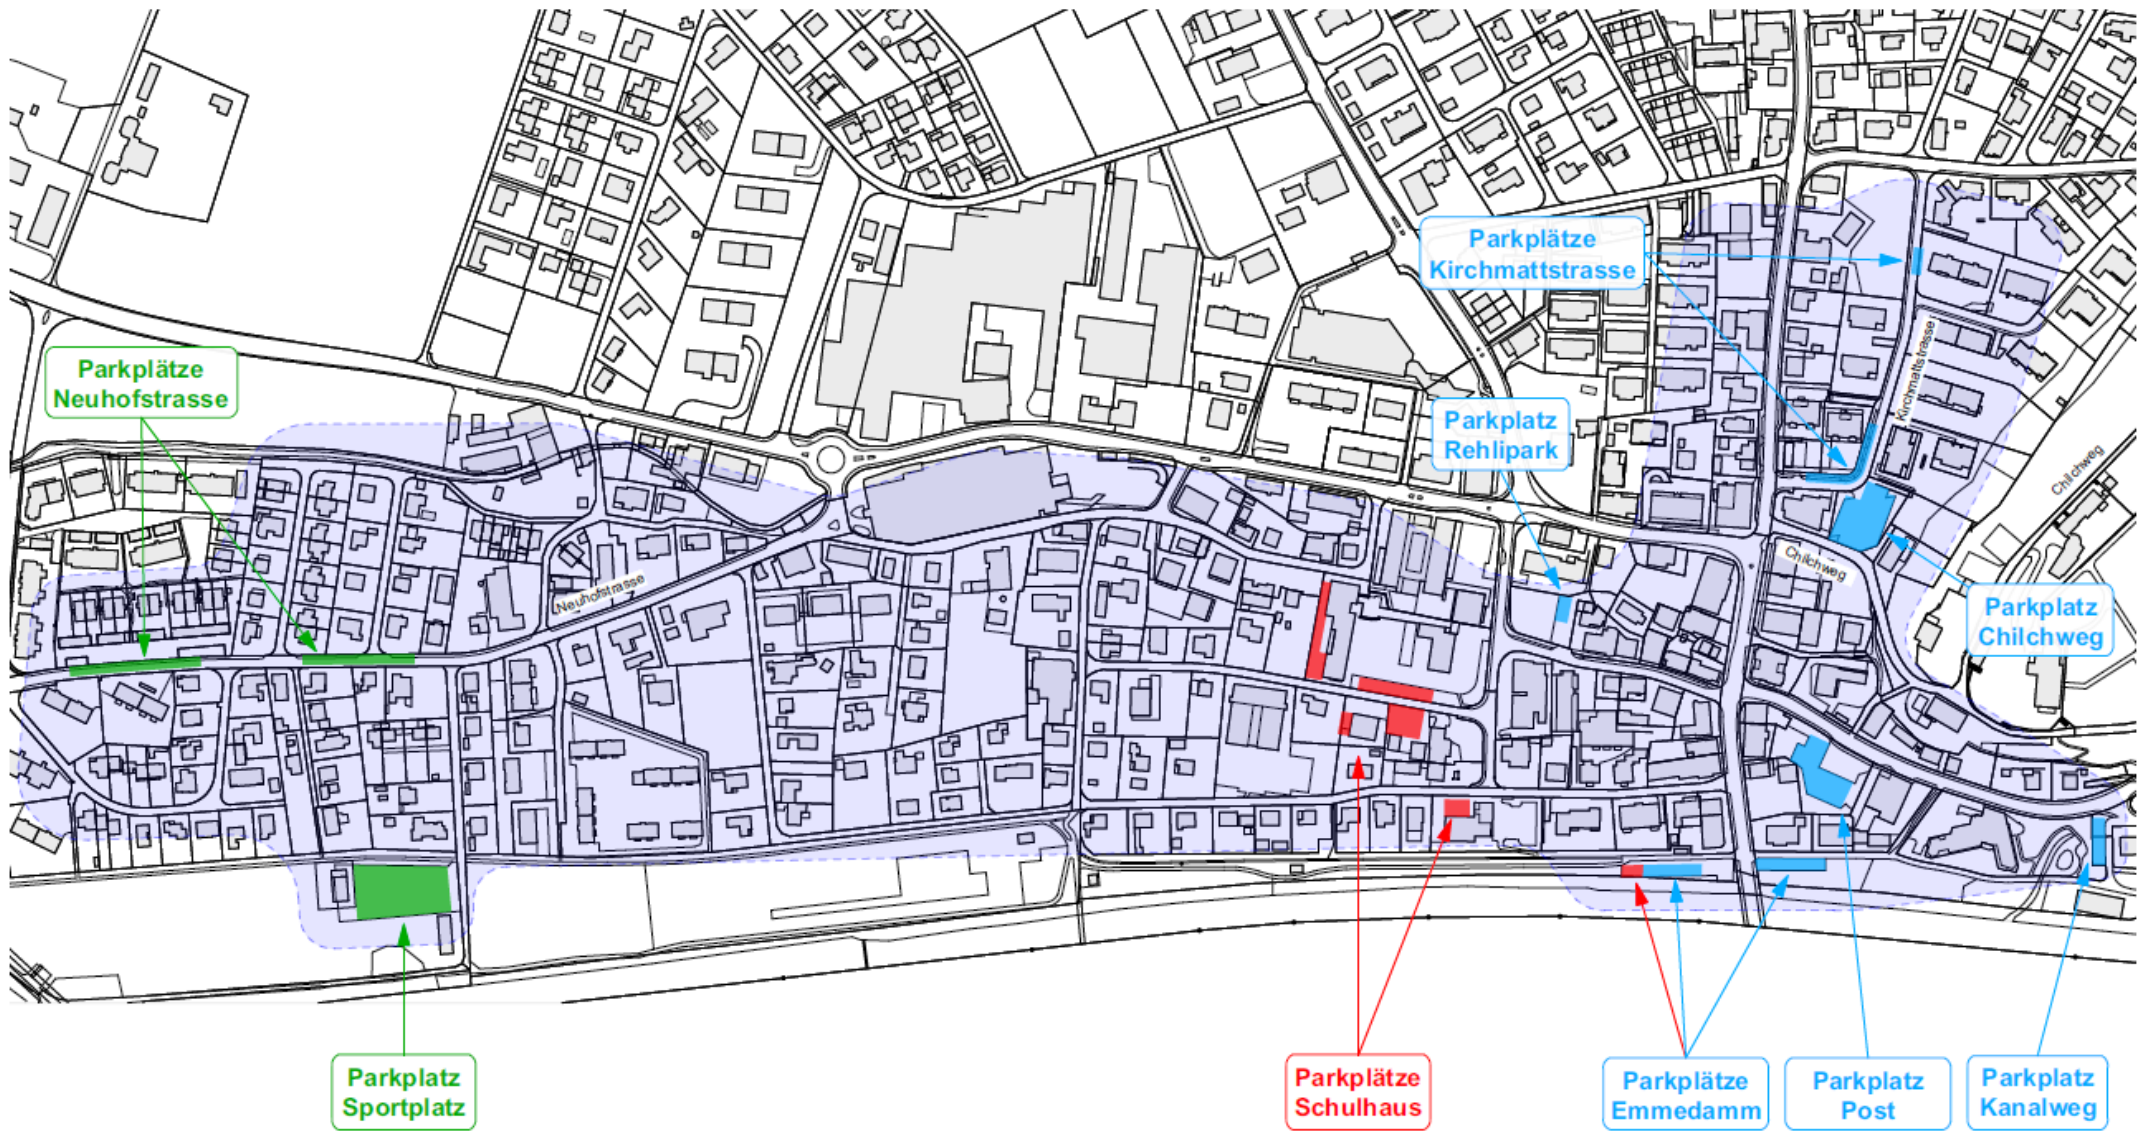 Parkplätze
Kirchmattstrasse
Parkplätze
Neuhofstrasse
Kirchmattstrasse
Parkplatz
Rehlipark
Chilchweg
Chilchweg
Neuhofstrasse
Parkplatz
Chilchweg
Parkplatz
Sportplatz
Parkplätze
Schulhaus
Parkplätze
Emmedamm
Parkplatz
Post
Parkplatz
Kanalweg